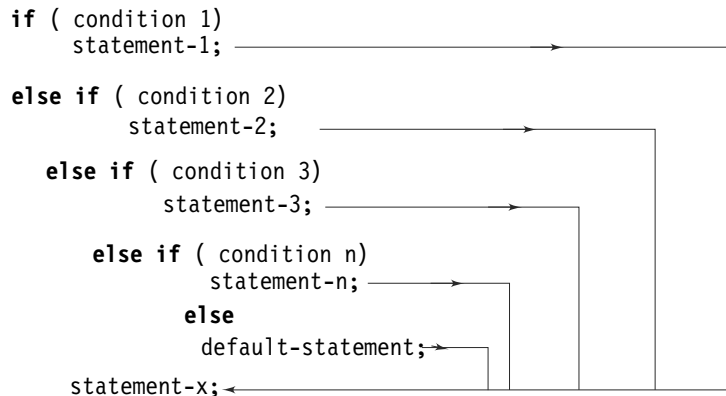 if ( condition 1)
statement-1;
else if ( condition 2)
statement-2;
else if ( condition 3)
statement-3;
else if ( condition n)
statement-n;
else
default-statement;
statement-x;